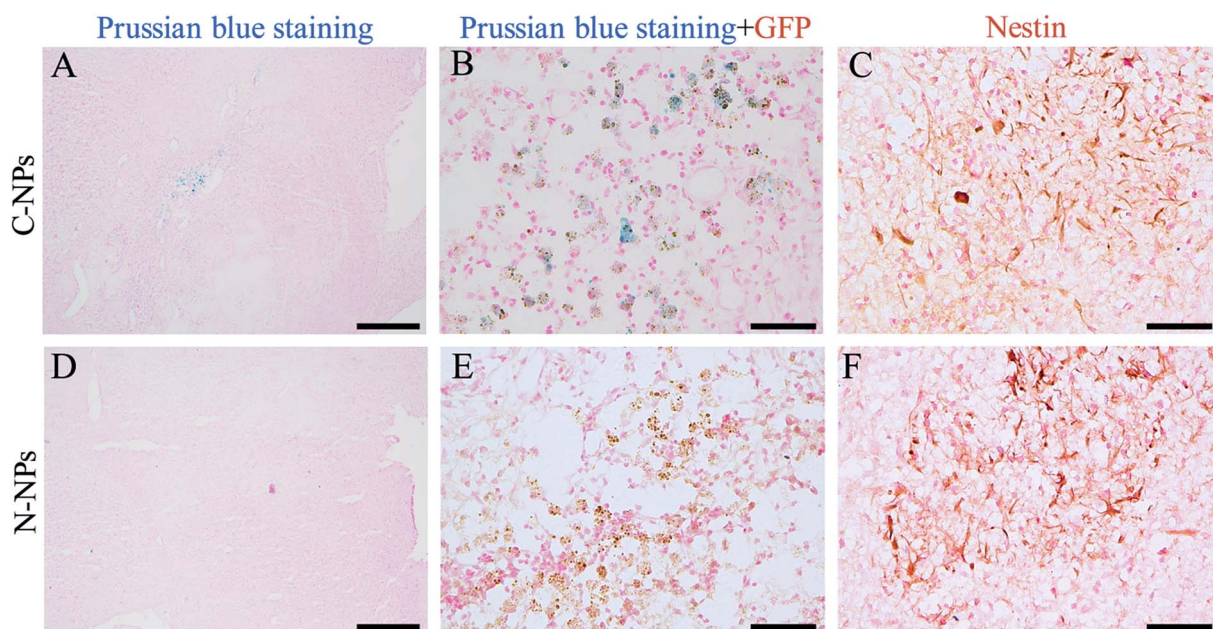 Prussian blue staining Prussian blue staining+GFP Nestin
A B C
C-NPs
D E F
N-NPs